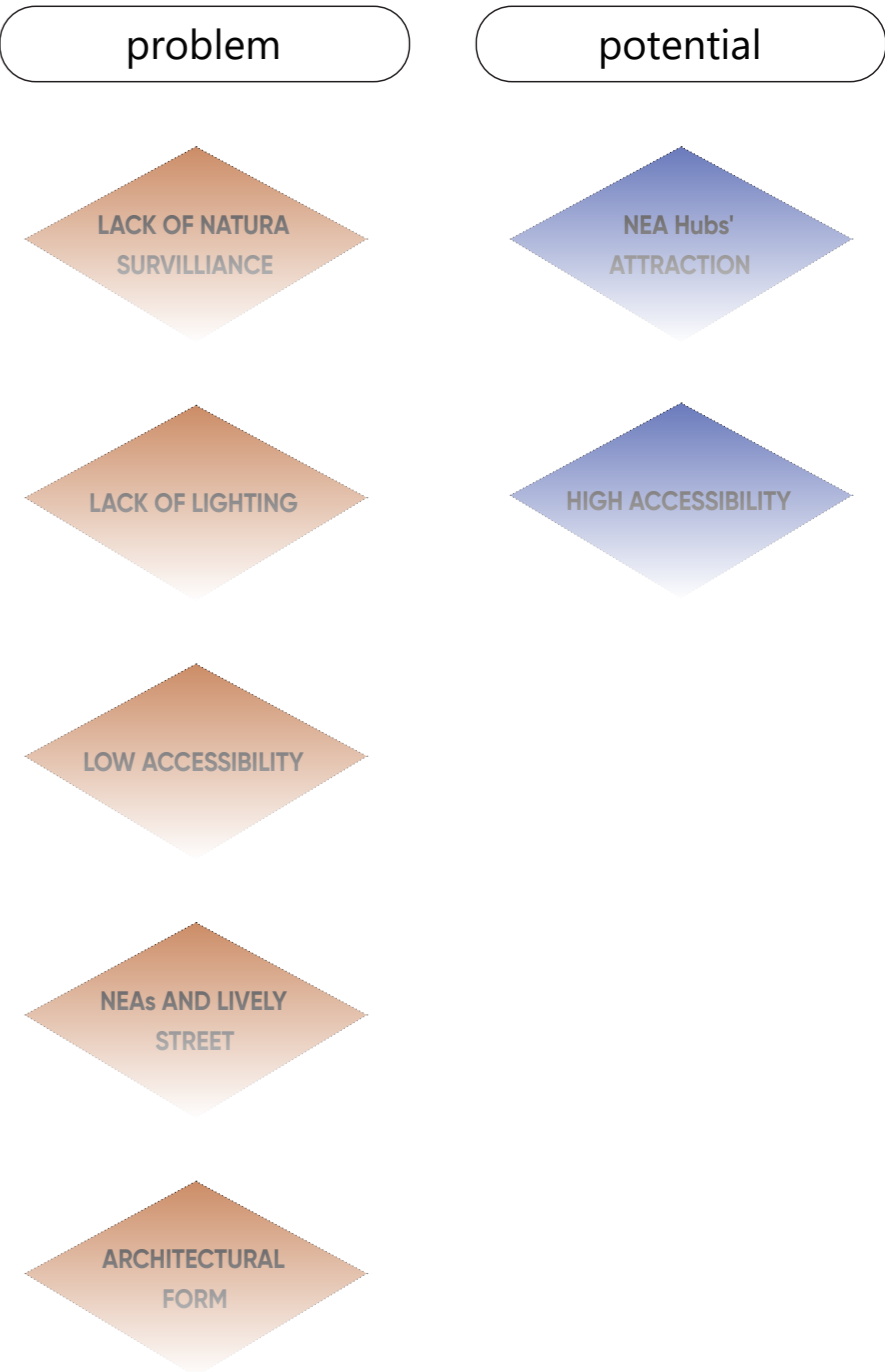 problem
potential
LACK OF NATURA
SURVILLIANCE
NEA Hubs'
ATTRACTION
LACK OF LIGHTING
HIGH ACCESSIBILITY
LOW ACCESSIBILITY
NEAs AND LIVELY
STREET
ARCHITECTURAL
FORM